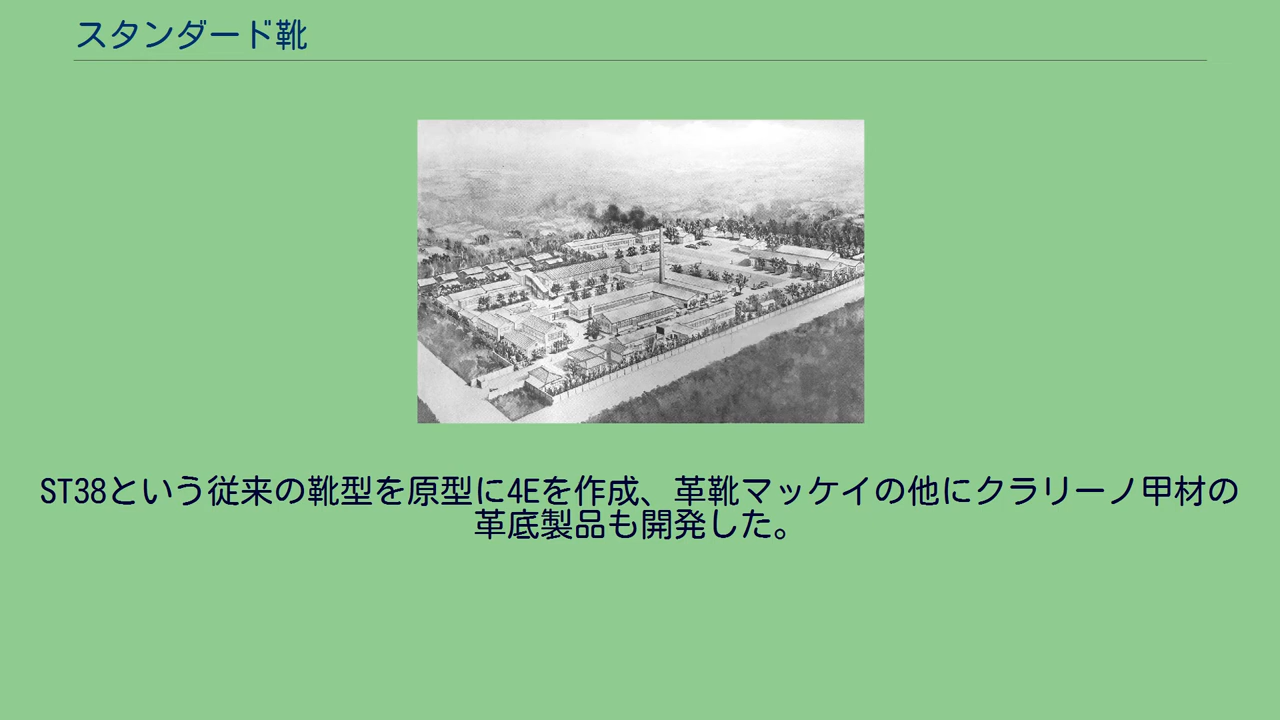 スタンダード靴
ST38という従来の靴型を原型に4Eを作成、革靴マッケイの他にクラリーノ甲材の
革底製品も開発した。